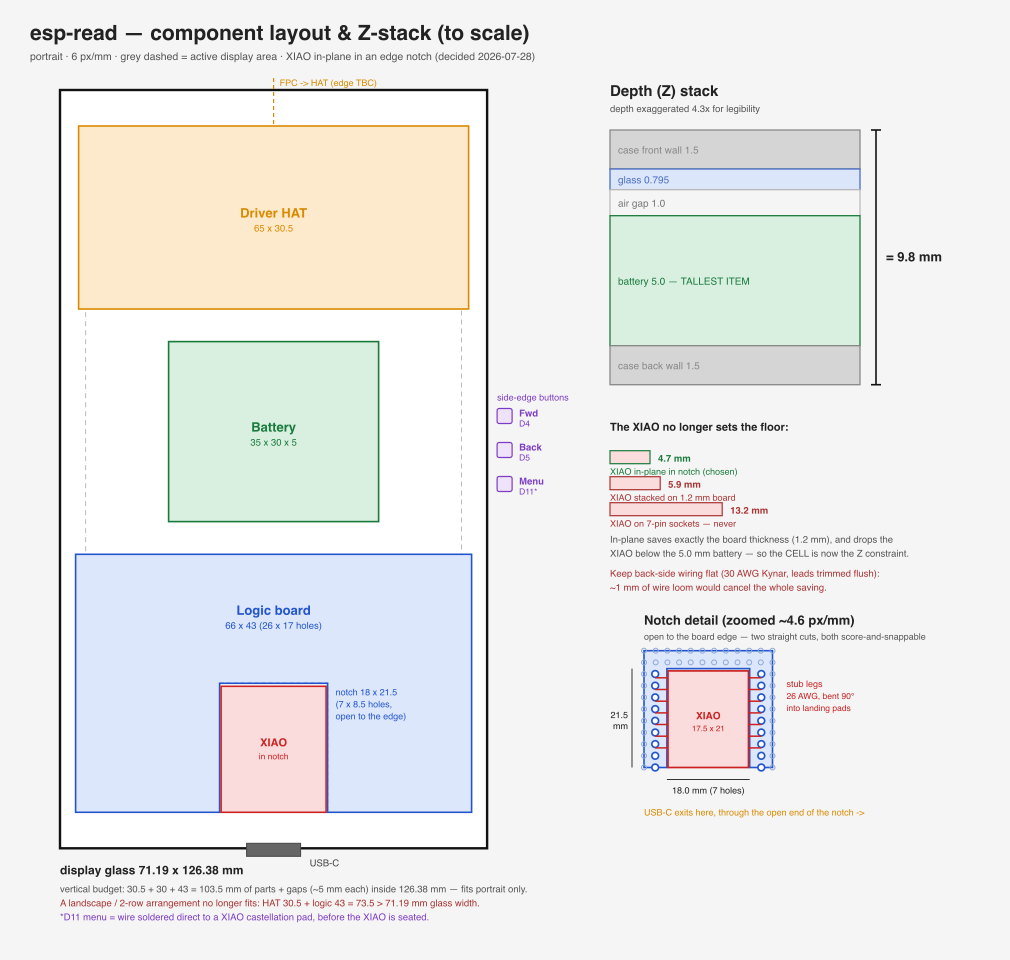 esp-read — component layout & Z-stack (to scale)
portrait · 6 px/mm · grey dashed = active display area · XIAO in-plane in an edge notch (decided 2026-07-28)
FPC -> HAT (edge TBC)
Driver HAT
65 x 30.5
Battery
35 x 30 x 5
side-edge buttons
Fwd
D4
Back
D5
Menu
D11*
Logic board
66 x 43 (26 x 17 holes)
notch 18 x 21.5
(7 x 8.5 holes,
open to the edge)
XIAO
in notch
USB-C
display glass 71.19 x 126.38 mm
vertical budget: 30.5 + 30 + 43 = 103.5 mm of parts + gaps (~5 mm each) inside 126.38 mm — fits portrait only.
A landscape / 2-row arrangement no longer fits: HAT 30.5 + logic 43 = 73.5 > 71.19 mm glass width.
*D11 menu = wire soldered direct to a XIAO castellation pad, before the XIAO is seated.
Depth (Z) stack
depth exaggerated 4.3x for legibility
case front wall 1.5
glass 0.795
air gap 1.0
battery 5.0 — TALLEST ITEM
case back wall 1.5
= 9.8 mm
The XIAO no longer sets the floor:
4.7 mm
XIAO in-plane in notch (chosen)
5.9 mm
XIAO stacked on 1.2 mm board
13.2 mm
XIAO on 7-pin sockets — never
In-plane saves exactly the board thickness (1.2 mm), and drops the
XIAO below the 5.0 mm battery — so the CELL is now the Z constraint.
Keep back-side wiring flat (30 AWG Kynar, leads trimmed flush):
~1 mm of wire loom would cancel the whole saving.
Notch detail (zoomed ~4.6 px/mm)
open to the board edge — two straight cuts, both score-and-snappable
21.5
mm
XIAO
17.5 x 21
stub legs
26 AWG, bent 90°
into landing pads
18.0 mm (7 holes)
USB-C exits here, through the open end of the notch ->